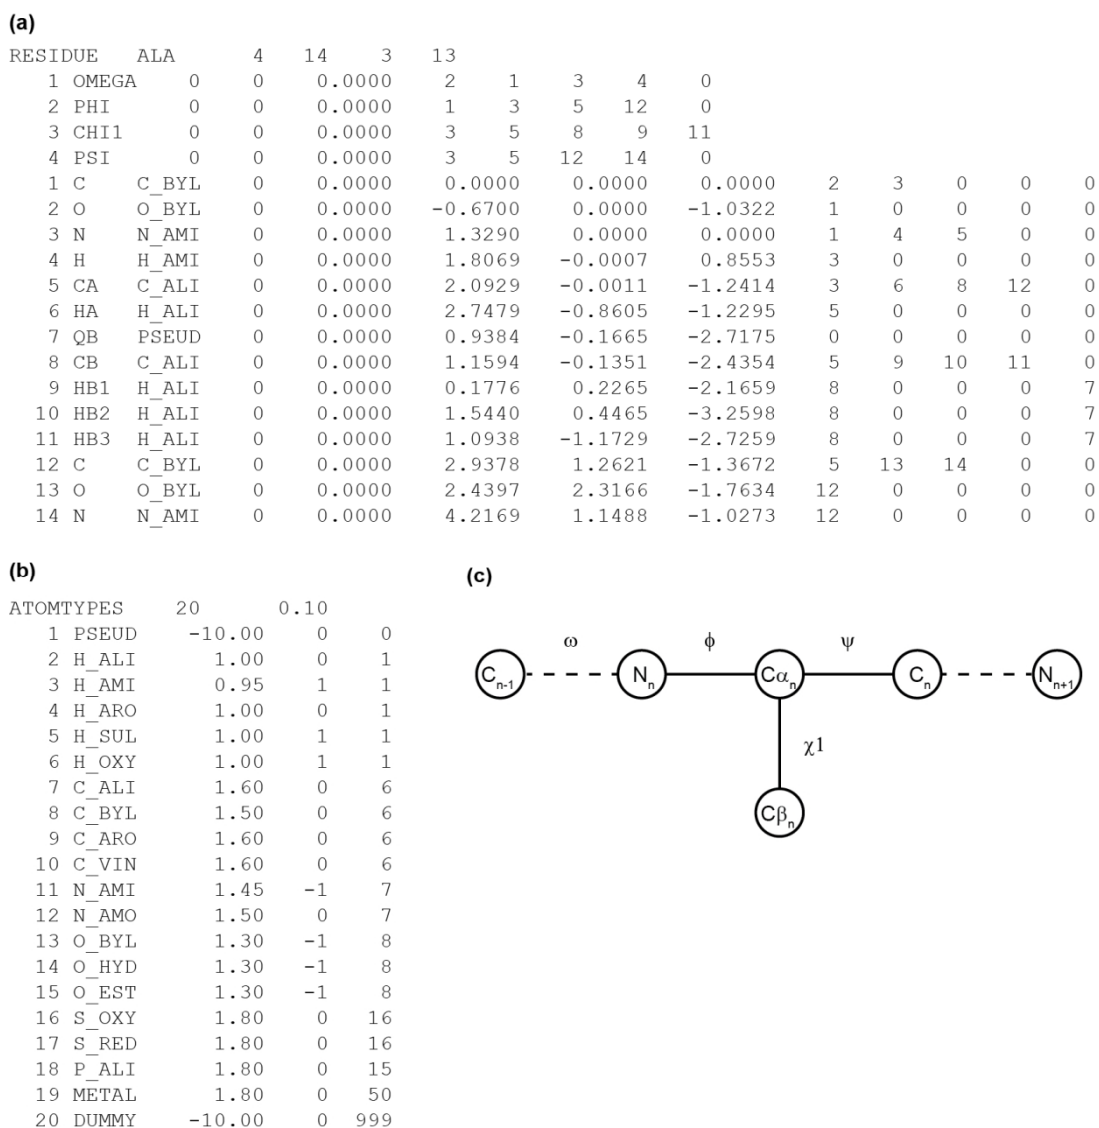 (a)
RESIDUE ALA 4 14 3 13
1 OMEGA 0 0 0.0000 2 1 3 4 0
2 PHI 0 0 0.0000 1 3 5 12 0
3 CHI1 0 0 0.0000 3 5 8 9 11
4 PSI 0 0 0.0000 3 5 12 14 0
1 C C_BYL 0 0.0000 0.0000 0.0000 0.0000 2 3 0 0 0
2 O O_BYL 0 0.0000 -0.6700 0.0000 -1.0322 1 0 0 0 0
3 N N_AMI 0 0.0000 1.3290 0.0000 0.0000 1 4 5 0 0
4 H H_AMI 0 0.0000 1.8069 -0.0007 0.8553 3 0 0 0 0
5 CA C_ALI 0 0.0000 2.0929 -0.0011 -1.2414 3 6 8 12 0
6 HA H_ALI 0 0.0000 2.7479 -0.8605 -1.2295 5 0 0 0 0
7 QB PSEUD 0 0.0000 0.9384 -0.1665 -2.7175 0 0 0 0 0
8 CB C_ALI 0 0.0000 1.1594 -0.1351 -2.4354 5 9 10 11 0
9 HB1 H_ALI 0 0.0000 0.1776 0.2265 -2.1659 8 0 0 0 7
10 HB2 H_ALI 0 0.0000 1.5440 0.4465 -3.2598 8 0 0 0 7
11 HB3 H_ALI 0 0.0000 1.0938 -1.1729 -2.7259 8 0 0 0 7
12 C C_BYL 0 0.0000 2.9378 1.2621 -1.3672 5 13 14 0 0
13 O O_BYL 0 0.0000 2.4397 2.3166 -1.7634 12 0 0 0 0
14 N N_AMI 0 0.0000 4.2169 1.1488 -1.0273 12 0 0 0 0
(b)
ATOMTYPES 20 0.10
1 PSEUD -10.00 0 0
2 H_ALI 1.00 0 1
3 H_AMI 0.95 1 1
4 H_ARO 1.00 0 1
5 H_SUL 1.00 1 1
6 H_OXY 1.00 1 1
7 C_ALI 1.60 0 6
8 C_BYL 1.50 0 6
9 C_ARO 1.60 0 6
10 C_VIN 1.60 0 6
11 N_AMI 1.45 -1 7
12 N_AMO 1.50 0 7
13 O_BYL 1.30 -1 8
14 O_HYD 1.30 -1 8
15 O_EST 1.30 -1 8
16 S_OXY 1.80 0 16
17 S_RED 1.80 0 16
18 P_ALI 1.80 0 15
19 METAL 1.80 0 50
20 DUMMY -10.00 0 999
(c)
ω ϕ ψ
Cn-1 Nn Cαn Cn Nn+1
χ1
Cβn